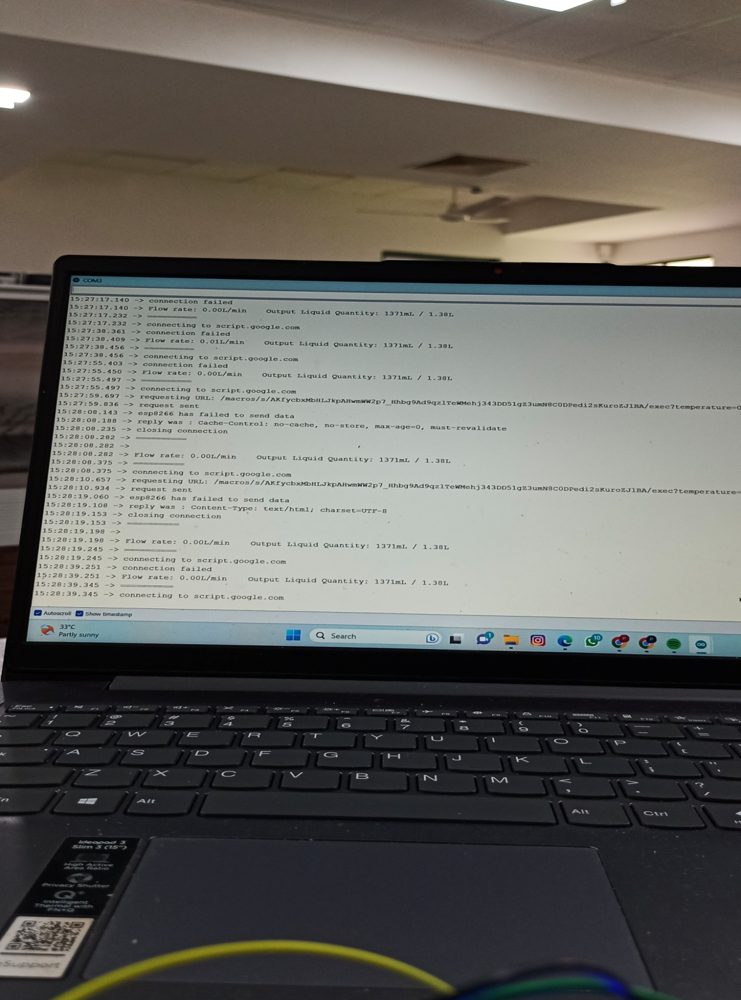 COM3
15:27:17.140 -> connection failed
15:27:17.140 -> Flow rate: 0.00L/min    Output Liquid Quantity: 1371mL / 1.38L
15:27:17.232 -> ==========
15:27:17.232 -> connecting to script.google.com
15:27:38.361 -> connection failed
15:27:38.409 -> Flow rate: 0.01L/min    Output Liquid Quantity: 1371mL / 1.38L
15:27:38.456 -> ==========
15:27:38.456 -> connecting to script.google.com
15:27:55.403 -> connection failed
15:27:55.450 -> Flow rate: 0.00L/min    Output Liquid Quantity: 1371mL / 1.38L
15:27:55.497 -> ==========
15:27:55.497 -> connecting to script.google.com
15:27:59.697 -> requesting URL: /macros/s/AKfycbxMbHLJkpAHwmWW2p7_Hhbg9Ad9qzlTeWMehj343DD51gZ3umN8C0DPedi2sKuroZJlBA/exec?temperature=0
15:27:59.836 -> request sent
15:28:08.143 -> esp8266 has failed to send data
15:28:08.188 -> reply was : Cache-Control: no-cache, no-store, max-age=0, must-revalidate
15:28:08.235 -> closing connection
15:28:08.282 -> ==========
15:28:08.282 ->
15:28:08.282 -> Flow rate: 0.00L/min    Output Liquid Quantity: 1371mL / 1.38L
15:28:08.375 -> ==========
15:28:08.375 -> connecting to script.google.com
15:28:10.657 -> requesting URL: /macros/s/AKfycbxMbHLJkpAHwmWW2p7_Hhbg9Ad9qzlTeWMehj343DD51gZ3umN8C0DPedi2sKuroZJlBA/exec?temperature=
15:28:10.934 -> request sent
15:28:19.060 -> esp8266 has failed to send data
15:28:19.108 -> reply was : Content-Type: text/html; charset=UTF-8
15:28:19.153 -> closing connection
15:28:19.153 -> ==========
15:28:19.198 ->
15:28:19.198 -> Flow rate: 0.00L/min    Output Liquid Quantity: 1371mL / 1.38L
15:28:19.245 -> ==========
15:28:19.245 -> connecting to script.google.com
15:28:39.251 -> connection failed
15:28:39.251 -> Flow rate: 0.00L/min    Output Liquid Quantity: 1371mL / 1.38L
15:28:39.345 -> ==========
15:28:39.345 -> connecting to script.google.com
Autoscroll Show timestamp
33°C
Partly sunny
Search
1
10
Esc
! 1 @ 2 # 3 $ 4 % 5 ^ 6 & 7 * 8 ( 9 ) 0 — + =
Q W E R T Y U I O P
A S D F G H J K L : ;
Z X C V B N M < , > . ? /
Alt Alt Ctrl
ideapad 3
Slim 3 (15")
High Active
Area Ratio
Privacy Shutter
Q+
Intelligent
Thermal with
FN+Q
Support